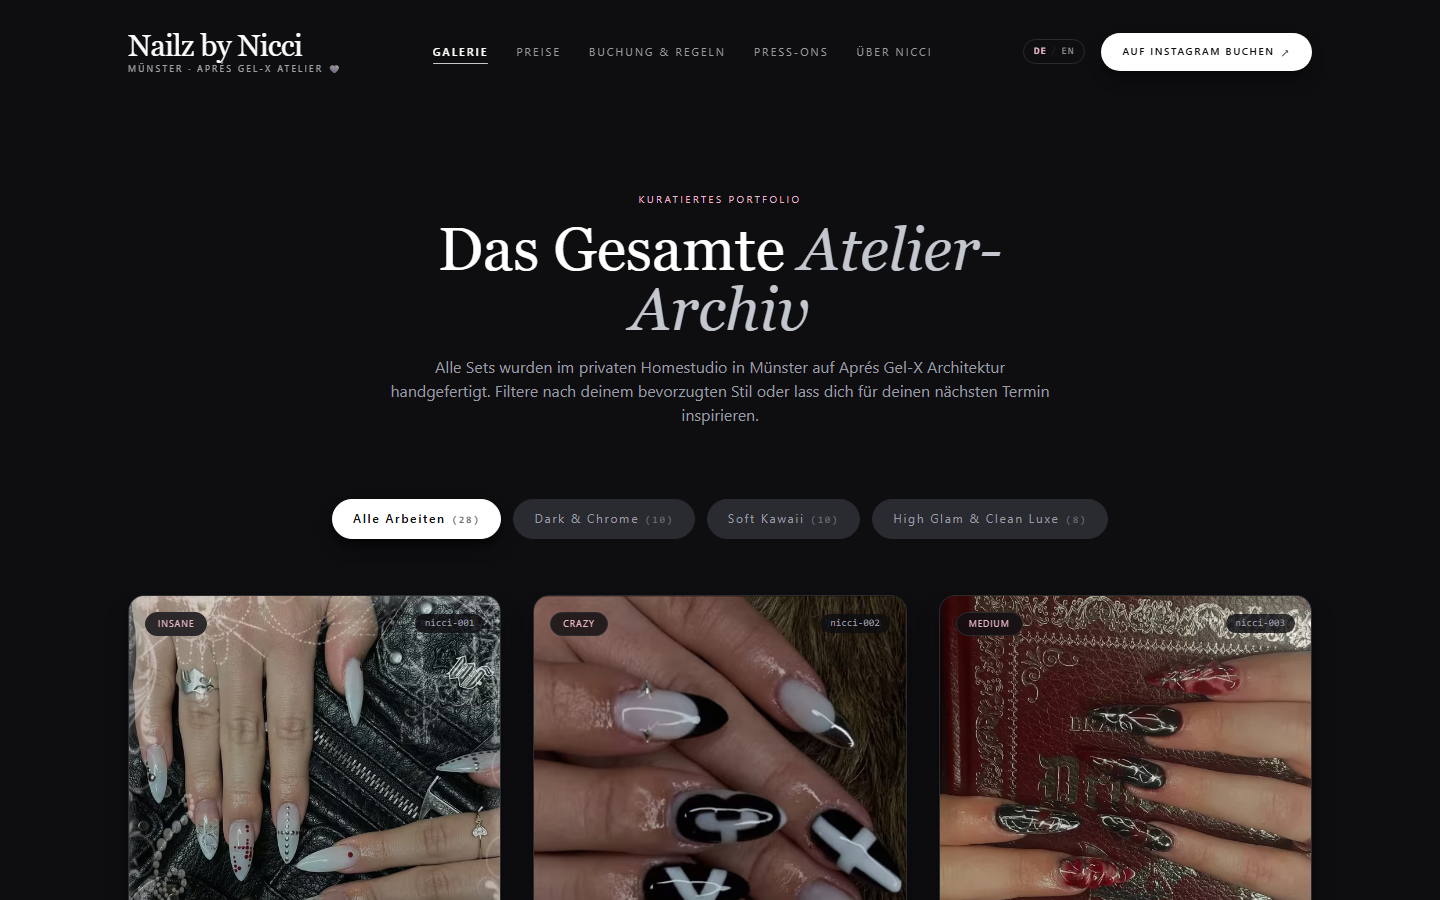 Nailz by Nicci
MÜNSTER - APRÉS GEL-X ATELIER
GALERIE
PREISE
BUCHUNG & REGELN
PRESS-ONS
ÜBER NICCI
DE / EN
AUF INSTAGRAM BUCHEN ↗
KURATIERTES PORTFOLIO
Das Gesamte Atelier-
Archiv
Alle Sets wurden im privaten Homestudio in Münster auf Aprés Gel-X Architektur
handgefertigt. Filtere nach deinem bevorzugten Stil oder lass dich für deinen nächsten Termin
inspirieren.
Alle Arbeiten (28)
Dark & Chrome (10)
Soft Kawaii (10)
High Glam & Clean Luxe (8)
INSANE
nicci-001
CRAZY
nicci-002
MEDIUM
nicci-003